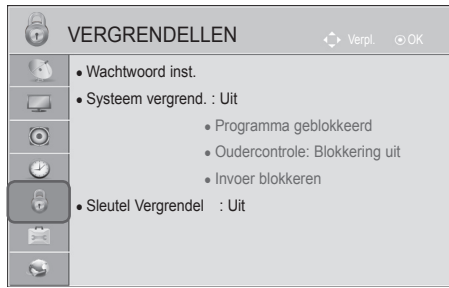 VERGRENDELLEN
Verpl. ⊙ OK
• Wachtwoord inst.
• Systeem vergrend. : Uit
• Programma geblokkeerd
• Oudercontrole: Blokkering uit
• Invoer blokkeren
• Sleutel Vergrendel : Uit